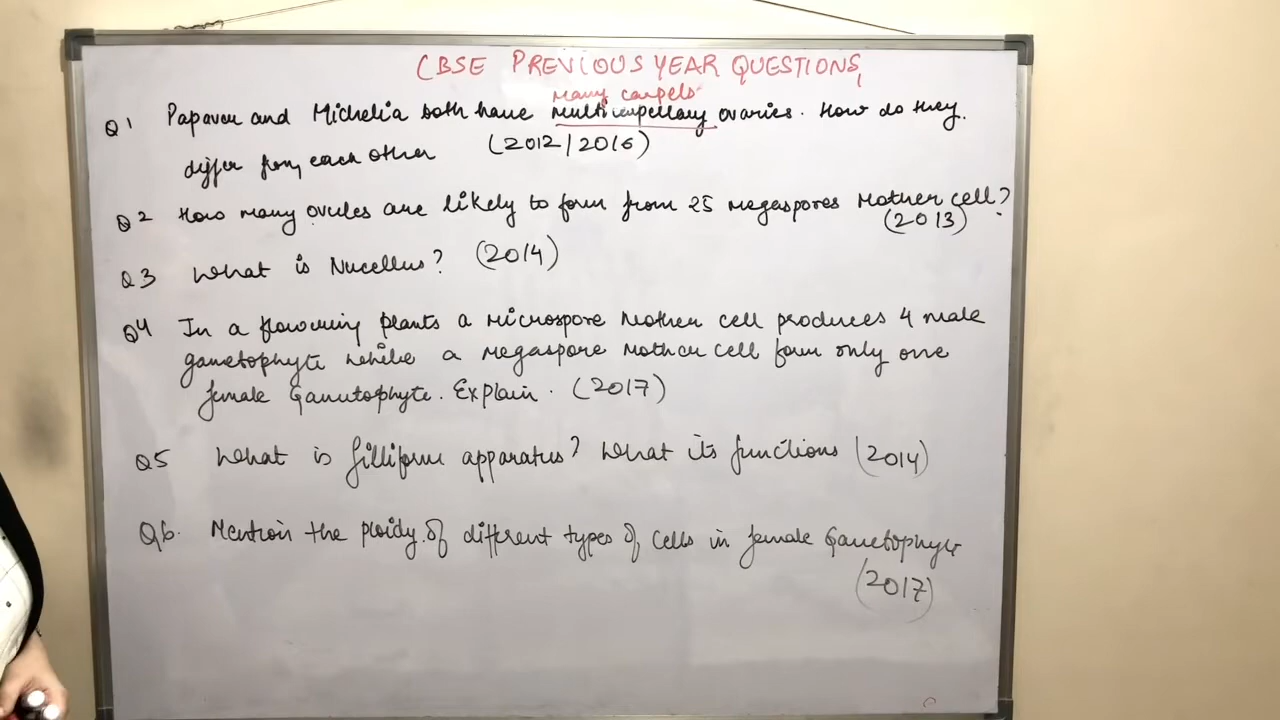 CBSE PREVIOUS YEAR QUESTIONS,
many carpels
Q1 Papaver and Michelia both have multicarpellary ovaries. How do they.
differ from each other (2012/2016)
Q2 How many ovules are likely to form from 25 Megaspores Mother cell?
(2013)
Q3 What is Nucellus? (2014)
Q4 In a flowering plants a microspore mother cell produces 4 male
gametophyte while a megaspore mother cell form only one
female Gametophyte. Explain. (2017)
Q5 What is filliform apparatus? What its functions (2014)
Q6. Mention the ploidy of different types of cells in female Gametophyte
(2017)